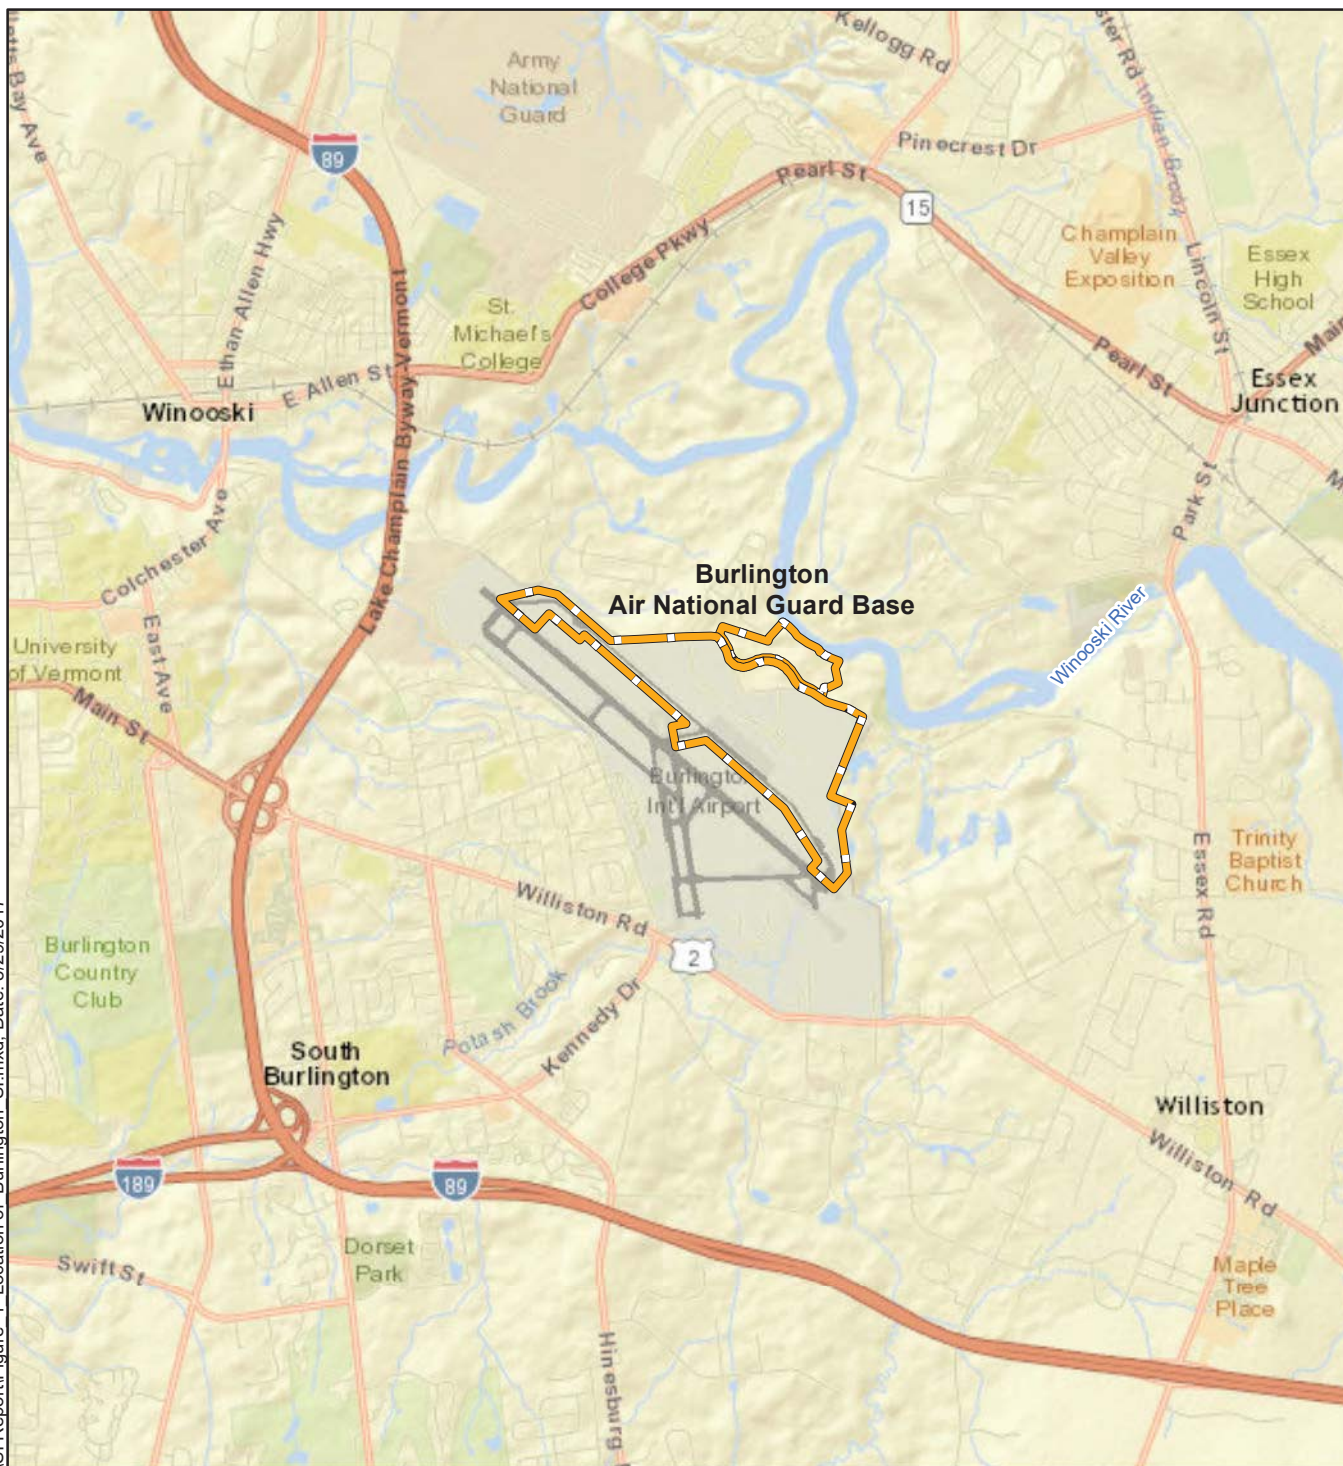 Kellogg Rd
Army
National
Guard
Bay Ave
Indian Brook
89
Pinecrest Dr
Pearl St
15
Champlain
Valley
Exposition
Essex
High
School
Lincoln St
Ethan Allen Hwy
College Pkwy
St.
Michael's
College
Pearl St
Essex
Junction
E Allen St
Winooski
Lake Champlain Byway-Vermont
Park St
Colchester Ave
Burlington
Air National Guard Base
Winooski River
East Ave
University
of Vermont
Main St
Burlington
Int'l Airport
Trinity
Baptist
Church
Essex Rd
Williston Rd
2
Burlington
Country
Club
Potash Brook
Kennedy Dr
South
Burlington
Williston
Williston Rd
189
89
Dorset
Park
Swift St
Maple
Tree
Place
Hinesburg